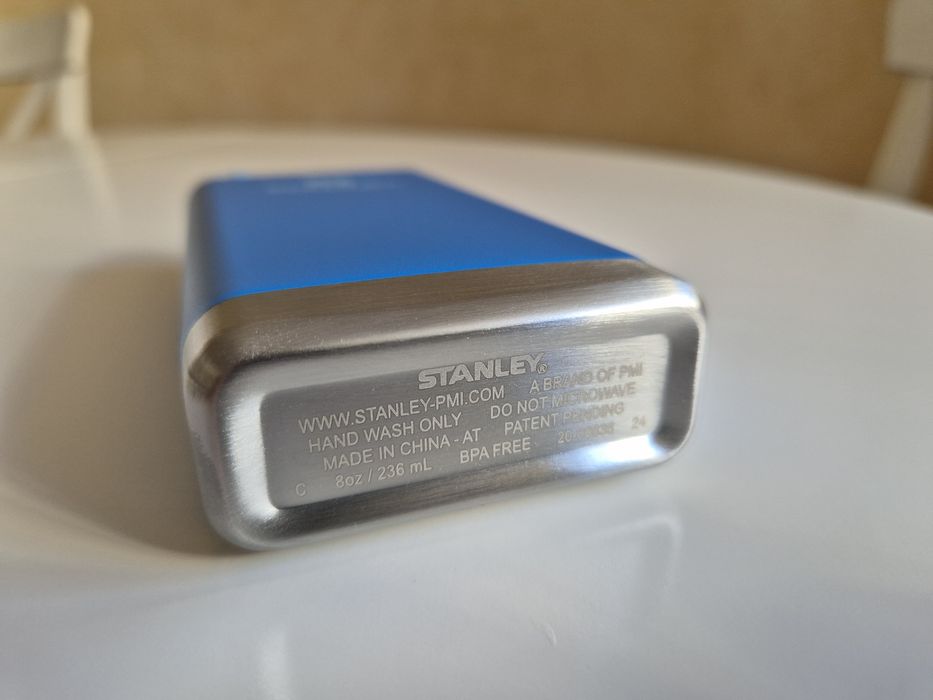 STANLEY®
WWW.STANLEY-PMI.COM A BRAND OF PMI
HAND WASH ONLY DO NOT MICROWAVE
MADE IN CHINA - AT PATENT PENDING
C 8oz / 236 mL BPA FREE 24